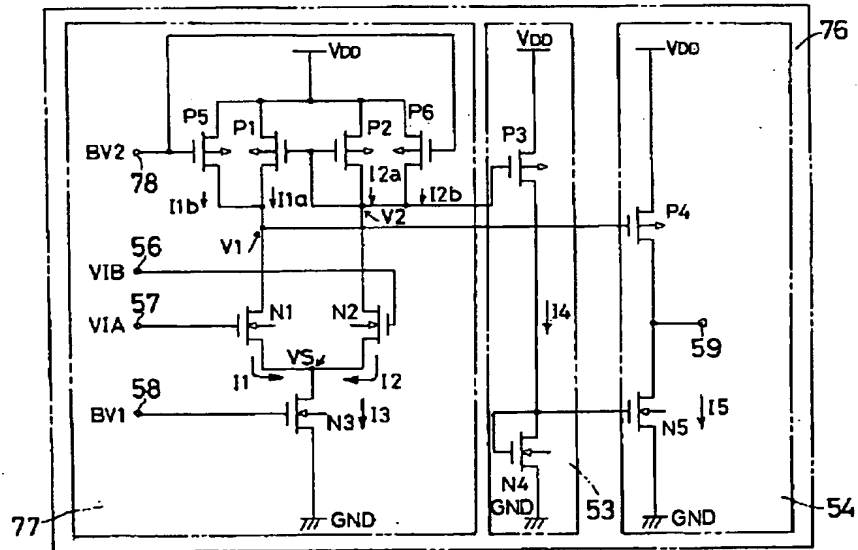 76
VDD
VDD
VDD
P5
P1
P2
P6
P3
BV2
78
I2a
I1b
I1a
I2b
V2
P4
V1
56
VIB
57
VIA
N1
N2
I4
59
VS
I1
I2
58
BV1
N3
I3
N5
I5
N4
GND
53
77
GND
GND
54